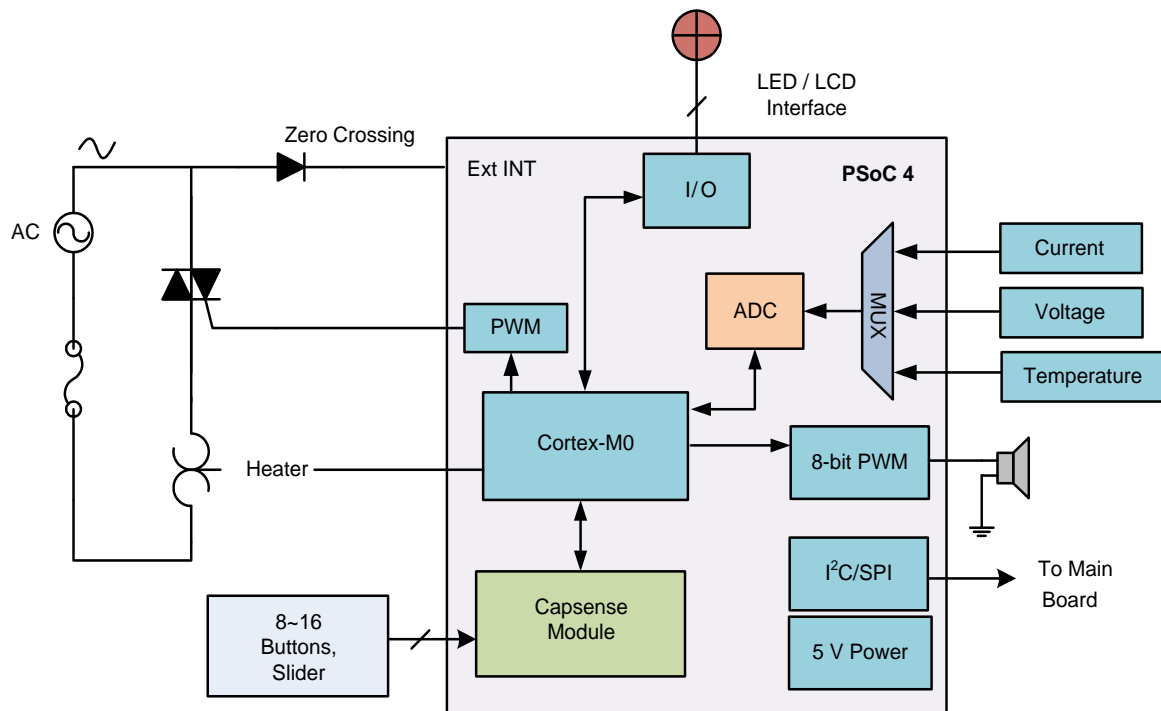 LED / LCD
Interface
Zero Crossing
Ext INT
PSoC 4
I/O
AC
Current
MUX
ADC
Voltage
PWM
Temperature
Cortex-M0
8-bit PWM
Heater
I²C/SPI
To Main
Board
Capsense
Module
8~16
Buttons,
Slider
5 V Power